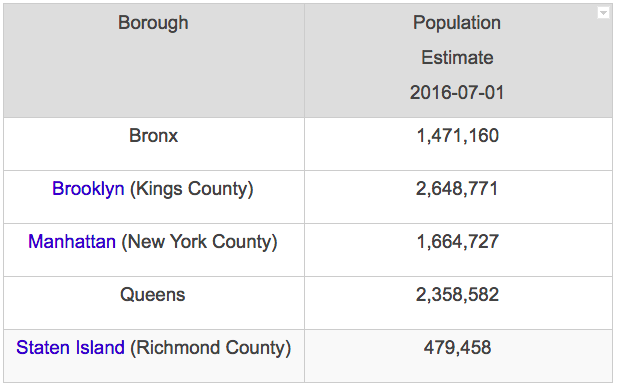 Borough Population
Estimate
2016-07-01
Bronx 1,471,160
Brooklyn (Kings County) 2,648,771
Manhattan (New York County) 1,664,727
Queens 2,358,582
Staten Island (Richmond County) 479,458